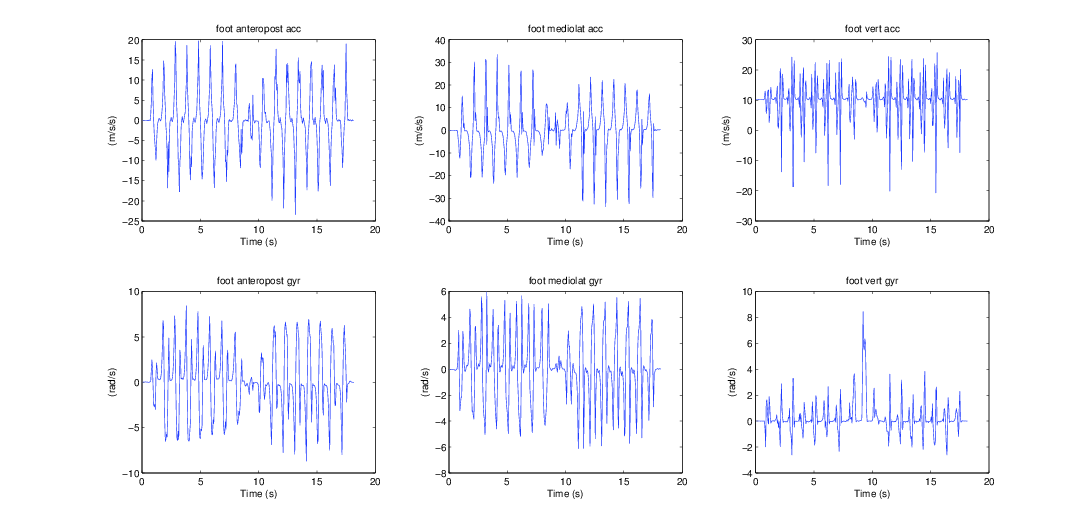 foot anteropost acc
20
15
10
5
0
−5
−10
−15
−20
−25
(m/s/s)
0 5 10 15 20
Time (s)
foot mediolat acc
40
30
20
10
0
−10
−20
−30
−40
(m/s/s)
0 5 10 15 20
Time (s)
foot vert acc
30
20
10
0
−10
−20
−30
(m/s/s)
0 5 10 15 20
Time (s)
foot anteropost gyr
10
5
0
−5
−10
(rad/s)
0 5 10 15 20
Time (s)
foot mediolat gyr
6
4
2
0
−2
−4
−6
−8
(rad/s)
0 5 10 15 20
Time (s)
foot vert gyr
10
8
6
4
2
0
−2
−4
(rad/s)
0 5 10 15 20
Time (s)